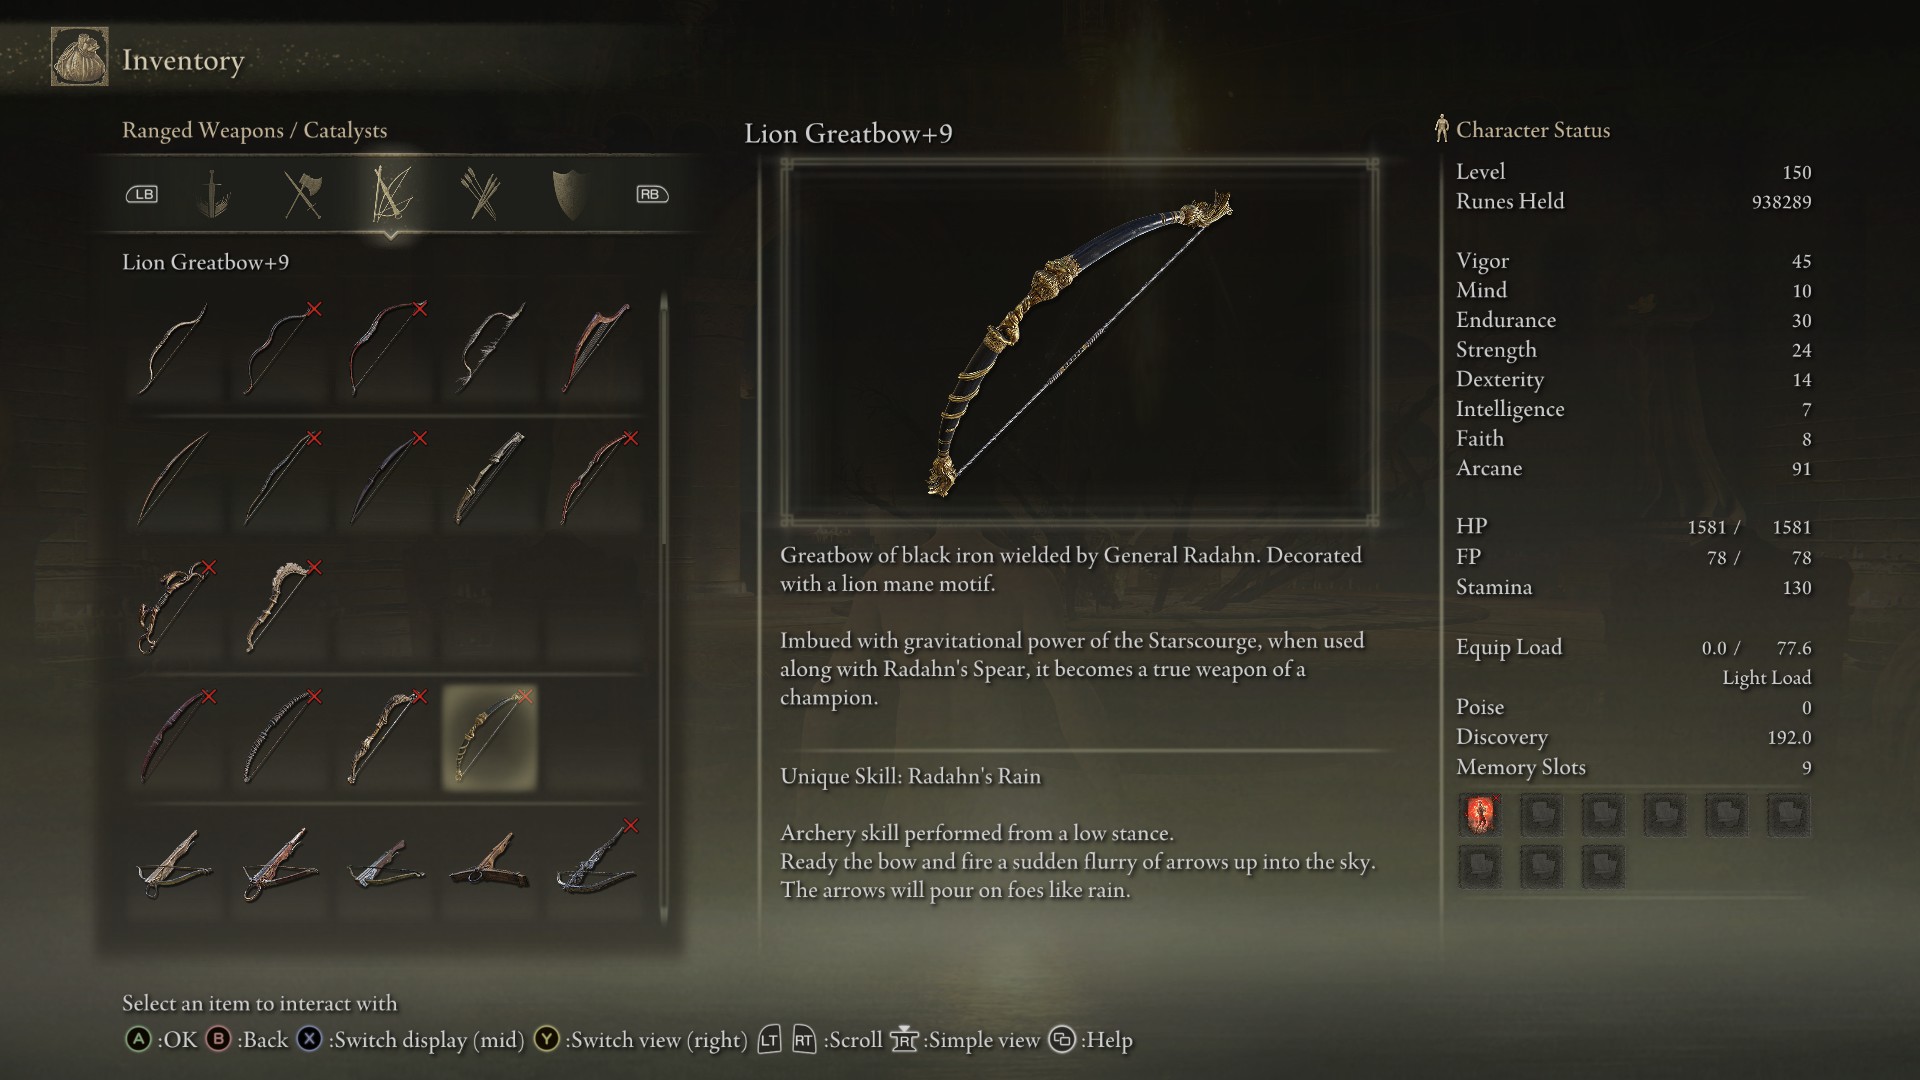 Inventory
Ranged Weapons / Catalysts
LB
RB
Lion Greatbow+9
Lion Greatbow+9
Greatbow of black iron wielded by General Radahn. Decorated
with a lion mane motif.
Imbued with gravitational power of the Starscourge, when used
along with Radahn's Spear, it becomes a true weapon of a
champion.
Unique Skill: Radahn's Rain
Archery skill performed from a low stance.
Ready the bow and fire a sudden flurry of arrows up into the sky.
The arrows will pour on foes like rain.
Character Status
Level 150
Runes Held 938289
Vigor 45
Mind 10
Endurance 30
Strength 24
Dexterity 14
Intelligence 7
Faith 8
Arcane 91
HP 1581 / 1581
FP 78 / 78
Stamina 130
Equip Load 0.0 / 77.6
Light Load
Poise 0
Discovery 192.0
Memory Slots 9
Select an item to interact with
A :OK B :Back X :Switch display (mid) Y :Switch view (right) LT RT :Scroll R :Simple view :Help